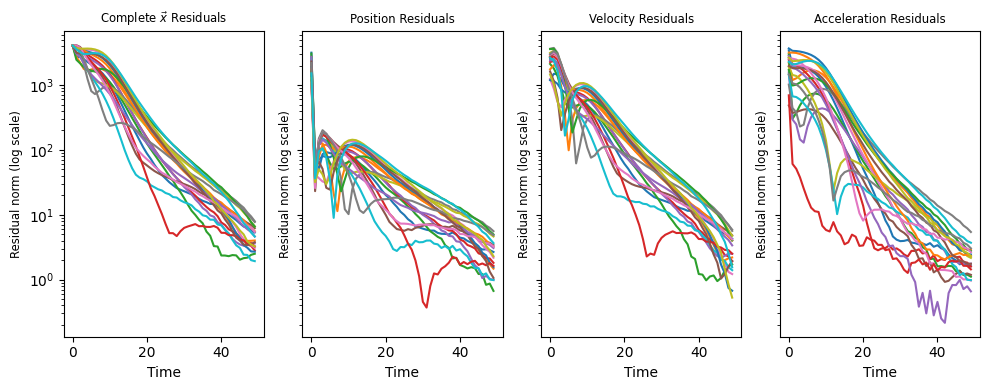 Complete x⃗ Residuals
Residual norm (log scale)
10³
10²
10¹
10⁰
0 20 40
Time
Position Residuals
Residual norm (log scale)
0 20 40
Time
Velocity Residuals
Residual norm (log scale)
0 20 40
Time
Acceleration Residuals
Residual norm (log scale)
0 20 40
Time